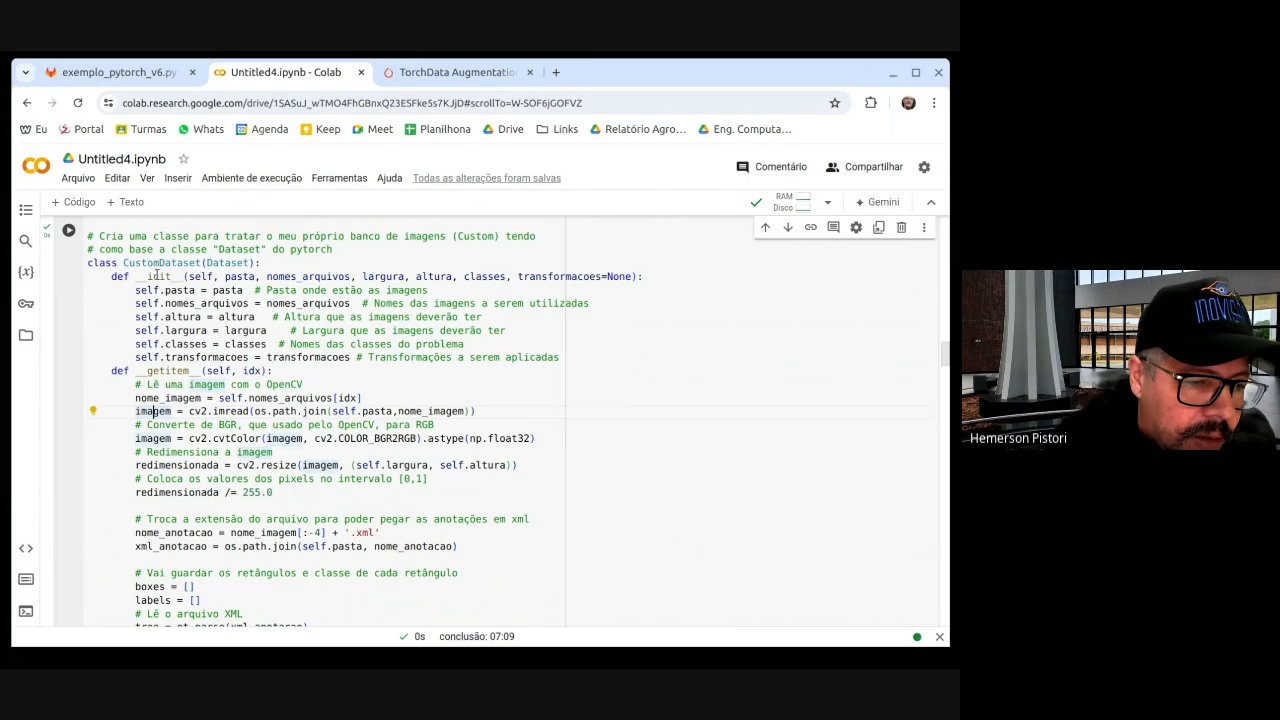 exemplo_pytorch_v6.py
Untitled4.ipynb - Colab
TorchData Augmentatio
colab.research.google.com/drive/1SASuJ_wTMO4FhGBnxQ23ESFke5s7KJjD#scrollTo=W-SOF6jGOFVZ
Eu Portal Turmas Whats Agenda Keep Meet Planilhona Drive Links Relatório Agro... Eng. Computa...
Untitled4.ipynb
Comentário Compartilhar
Arquivo Editar Ver Inserir Ambiente de execução Ferramentas Ajuda Todas as alterações foram salvas
+ Código + Texto
RAM
Disco
Gemini
0s
# Cria uma classe para tratar o meu próprio banco de imagens (Custom) tendo
# como base a classe "Dataset" do pytorch
class CustomDataset(Dataset):
def __init__(self, pasta, nomes_arquivos, largura, altura, classes, transformacoes=None):
self.pasta = pasta # Pasta onde estão as imagens
self.nomes_arquivos = nomes_arquivos # Nomes das imagens a serem utilizadas
self.altura = altura # Altura que as imagens deverão ter
self.largura = largura # Largura que as imagens deverão ter
self.classes = classes # Nomes das classes do problema
self.transformacoes = transformacoes # Transformações a serem aplicadas
def __getitem__(self, idx):
# Lê uma imagem com o OpenCV
nome_imagem = self.nomes_arquivos[idx]
imagem = cv2.imread(os.path.join(self.pasta,nome_imagem))
# Converte de BGR, que usado pelo OpenCV, para RGB
imagem = cv2.cvtColor(imagem, cv2.COLOR_BGR2RGB).astype(np.float32)
# Redimensiona a imagem
redimensionada = cv2.resize(imagem, (self.largura, self.altura))
# Coloca os valores dos pixels no intervalo [0,1]
redimensionada /= 255.0
# Troca a extensão do arquivo para poder pegar as anotações em xml
nome_anotacao = nome_imagem[:-4] + '.xml'
xml_anotacao = os.path.join(self.pasta, nome_anotacao)
# Vai guardar os retângulos e classe de cada retângulo
boxes = []
labels = []
# Lê o arquivo XML
tree = et.parse(xml_anotacao)
0s conclusão: 07:09
INOVISÃO
Hemerson Pistori